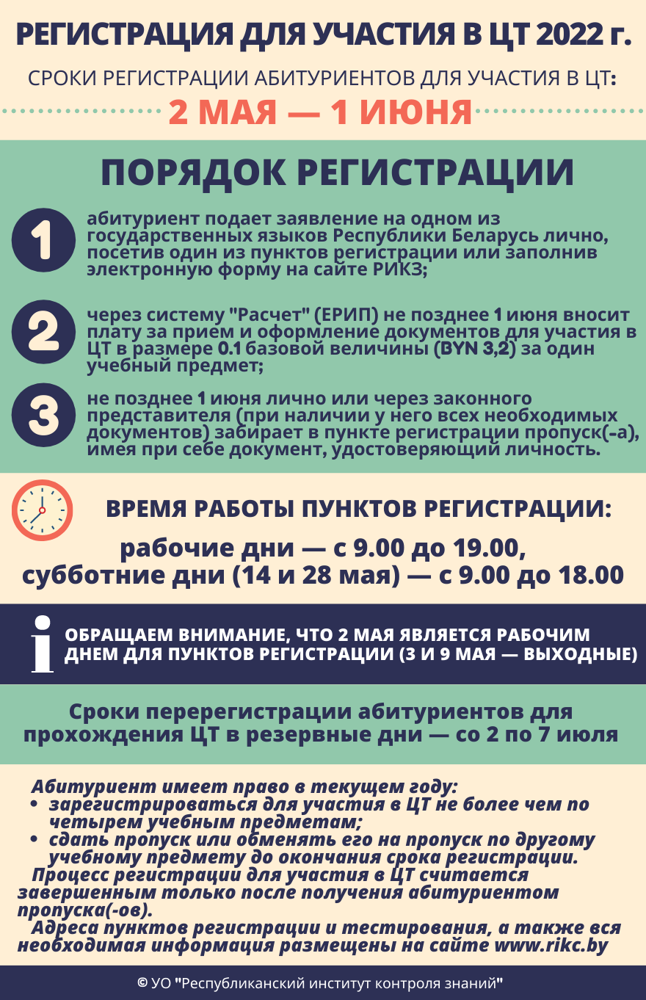 РЕГИСТРАЦИЯ ДЛЯ УЧАСТИЯ В ЦТ 2022 г.
СРОКИ РЕГИСТРАЦИИ АБИТУРИЕНТОВ ДЛЯ УЧАСТИЯ В ЦТ:
2 МАЯ — 1 ИЮНЯ
ПОРЯДОК РЕГИСТРАЦИИ
1
абитуриент подает заявление на одном из
государственных языков Республики Беларусь лично,
посетив один из пунктов регистрации или заполнив
электронную форму на сайте РИКЗ;
2
через систему "Расчет" (ЕРИП) не позднее 1 июня вносит
плату за прием и оформление документов для участия в
ЦТ в размере 0.1 базовой величины (BYN 3,2) за один
учебный предмет;
3
не позднее 1 июня лично или через законного
представителя (при наличии у него всех необходимых
документов) забирает в пункте регистрации пропуск(-а),
имея при себе документ, удостоверяющий личность.
ВРЕМЯ РАБОТЫ ПУНКТОВ РЕГИСТРАЦИИ:
рабочие дни — с 9.00 до 19.00,
субботние дни (14 и 28 мая) — с 9.00 до 18.00
i
ОБРАЩАЕМ ВНИМАНИЕ, ЧТО 2 МАЯ ЯВЛЯЕТСЯ РАБОЧИМ
ДНЕМ ДЛЯ ПУНКТОВ РЕГИСТРАЦИИ (3 И 9 МАЯ — ВЫХОДНЫЕ)
Сроки перерегистрации абитуриентов для
прохождения ЦТ в резервные дни — со 2 по 7 июля
Абитуриент имеет право в текущем году:
• зарегистрироваться для участия в ЦТ не более чем по
четырем учебным предметам;
• сдать пропуск или обменять его на пропуск по другому
учебному предмету до окончания срока регистрации.
Процесс регистрации для участия в ЦТ считается
завершенным только после получения абитуриентом
пропуска(-ов).
Адреса пунктов регистрации и тестирования, а также вся
необходимая информация размещены на сайте www.rikc.by
© УО "Республиканский институт контроля знаний"